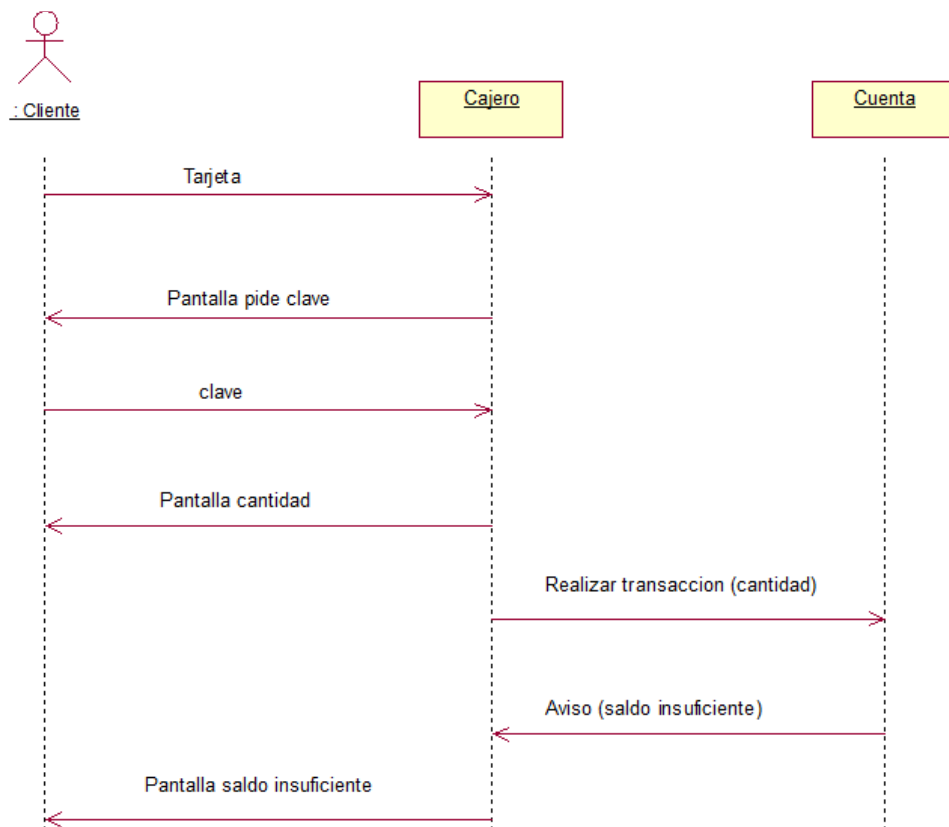 : Cliente
Cajero
Cuenta
Tarjeta
Pantalla pide clave
clave
Pantalla cantidad
Realizar transaccion (cantidad)
Aviso (saldo insuficiente)
Pantalla saldo insuficiente